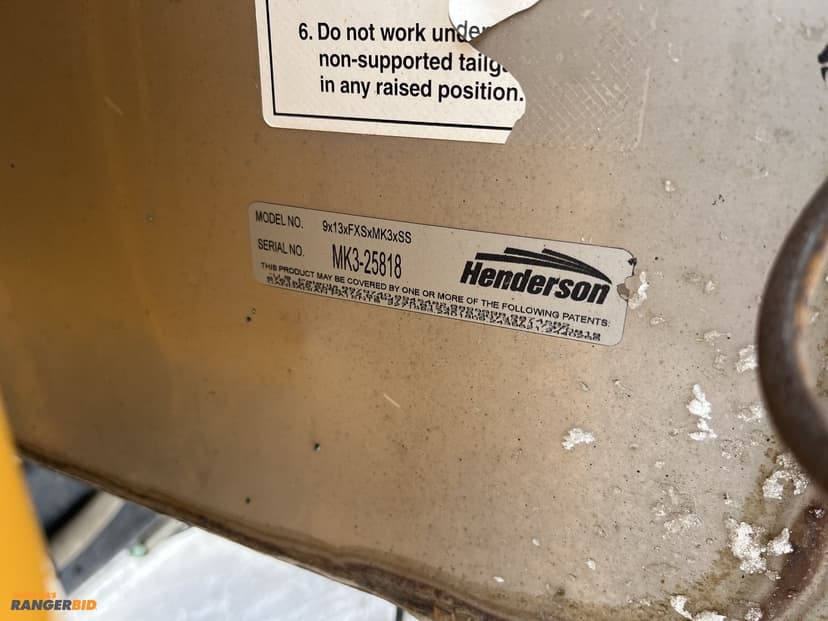 6. Do not work under
non-supported tailg
in any raised position.
MODEL NO. 9x13xFXSxMK3xSS
SERIAL NO. MK3-25818
Henderson
THIS PRODUCT MAY BE COVERED BY ONE OR MORE OF THE FOLLOWING PATENTS:
RANGERBID